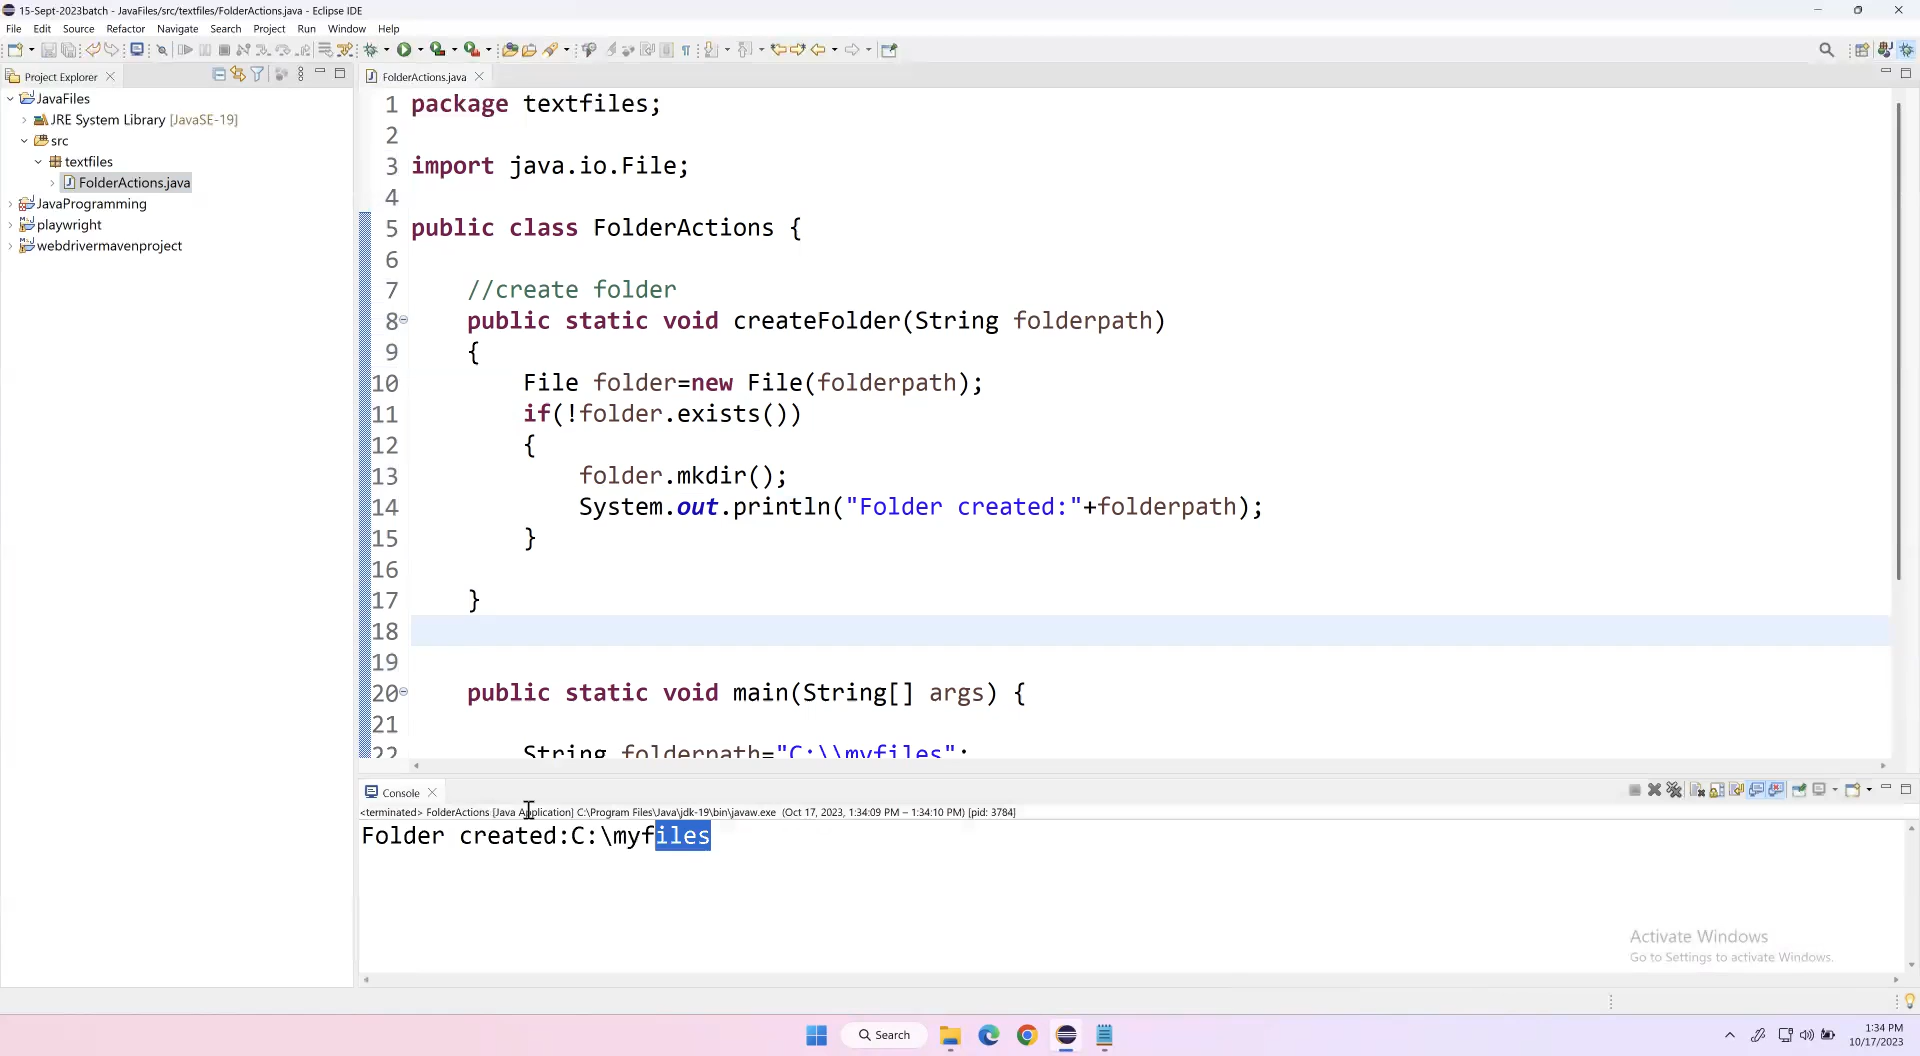 15-Sept-2023batch - JavaFiles/src/textfiles/FolderActions.java - Eclipse IDE
File Edit Source Refactor Navigate Search Project Run Window Help
Project Explorer
JavaFiles
JRE System Library [JavaSE-19]
src
textfiles
FolderActions.java
JavaProgramming
playwright
webdrivermavenproject
FolderActions.java
1 package textfiles;
2
3 import java.io.File;
4
5 public class FolderActions {
6
7 //create folder
8 public static void createFolder(String folderpath)
9 {
10 File folder=new File(folderpath);
11 if(!folder.exists())
12 {
13 folder.mkdir();
14 System.out.println("Folder created:"+folderpath);
15 }
16
17 }
18
19
20 public static void main(String[] args) {
21
22 String folderpath="C:\\myfiles";
Console
<terminated> FolderActions [Java Application] C:\Program Files\Java\jdk-19\bin\javaw.exe (Oct 17, 2023, 1:34:09 PM – 1:34:10 PM) [pid: 3784]
Folder created:C:\myfiles
Activate Windows
Go to Settings to activate Windows.
Search
1:34 PM
10/17/2023